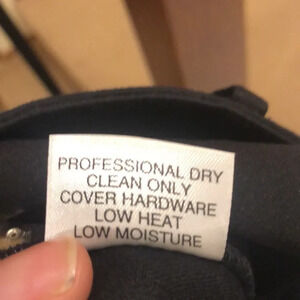 PROFESSIONAL DRY
CLEAN ONLY
COVER HARDWARE
LOW HEAT
LOW MOISTURE